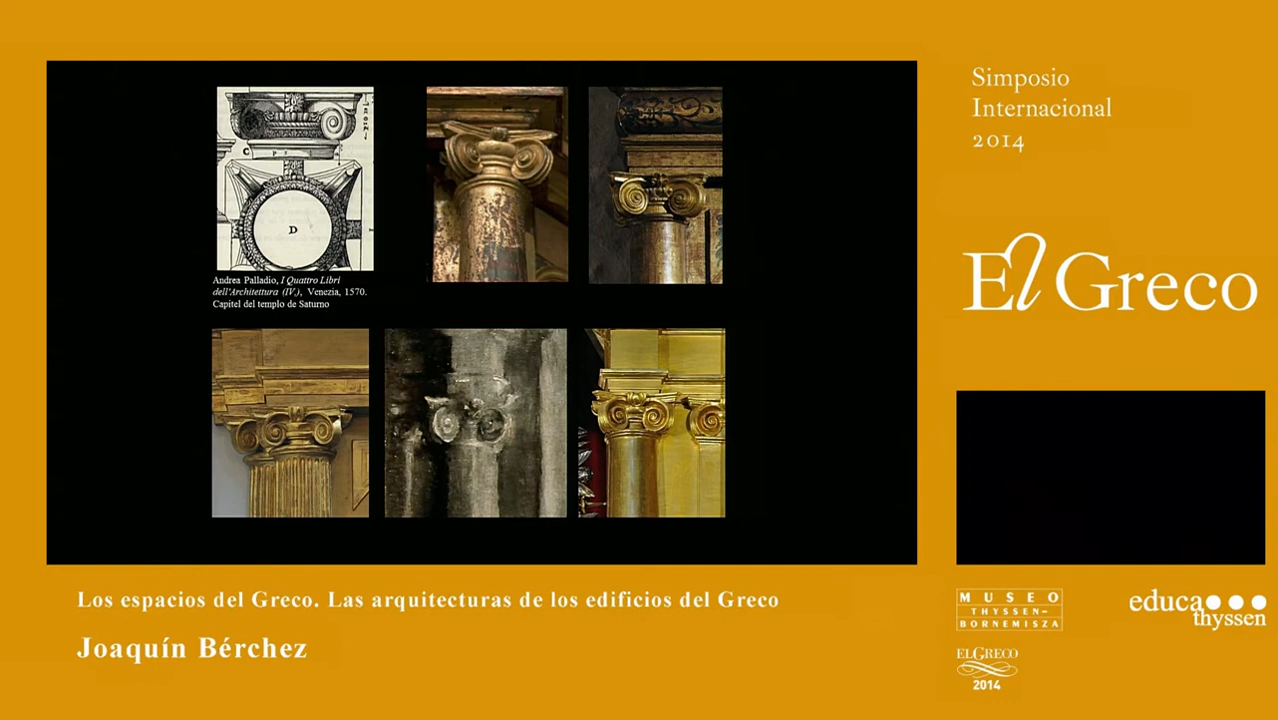 Simposio
Internacional
2014
El Greco
C
D
Andrea Palladio, I Quattro Libri
dell'Architettura (IV,), Venezia, 1570.
Capitel del templo de Saturno
Los espacios del Greco. Las arquitecturas de los edificios del Greco
Joaquín Bérchez
MUSEO
THYSSEN-
BORNEMISZA
educa
thyssen
ELGRECO
2014